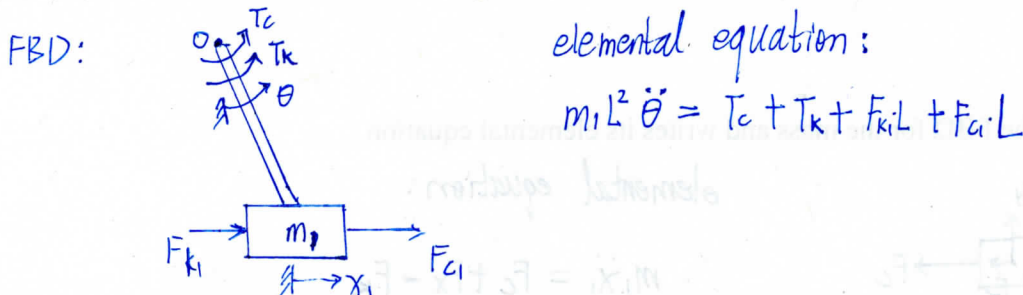 FBD:
O
Tc
Tk
θ
m1
Fk1
Fc1
x1
elemental equation:
m1L² θ̈ = Tc + Tk + Fk1·L + Fc1·L